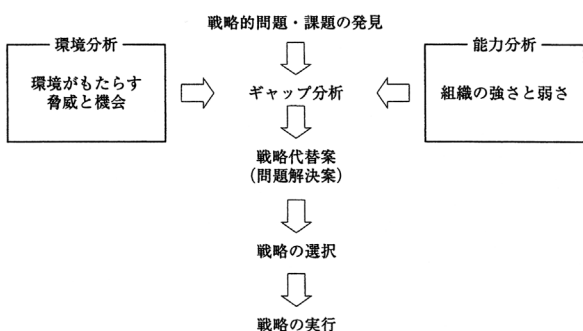 戦略的問題・課題の発見
環境分析
環境がもたらす
脅威と機会
ギャップ分析
能力分析
組織の強さと弱さ
戦略代替案
(問題解決案)
戦略の選択
戦略の実行